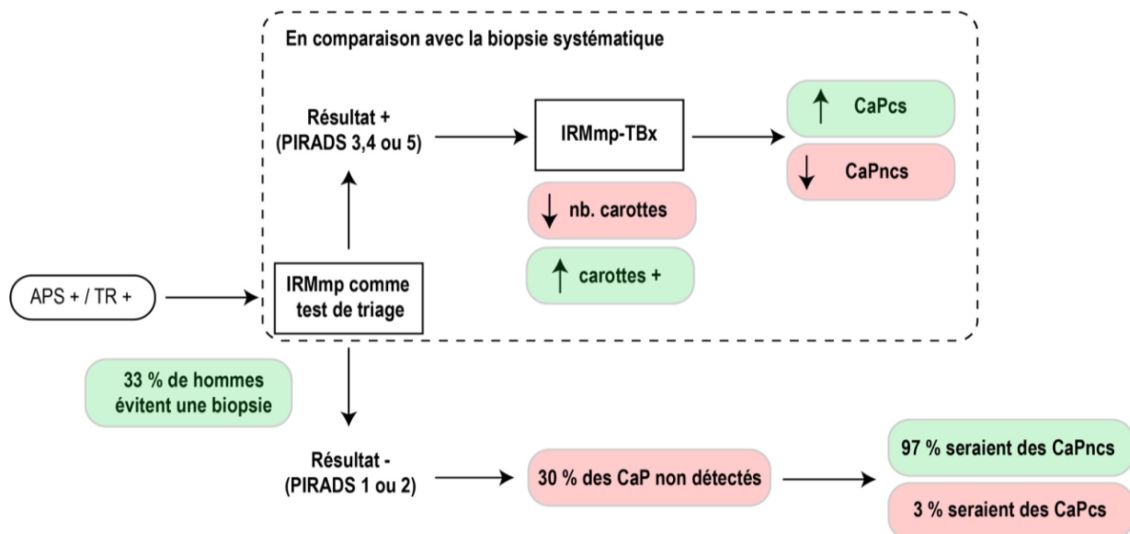 En comparaison avec la biopsie systématique
Résultat +
(PIRADS 3,4 ou 5)
IRMmp-TBx
CaPcs
CaPncs
nb. carottes
carottes +
APS + / TR +
IRMmp comme
test de triage
33 % de hommes
évitent une biopsie
Résultat -
(PIRADS 1 ou 2)
30 % des CaP non détectés
97 % seraient des CaPncs
3 % seraient des CaPcs